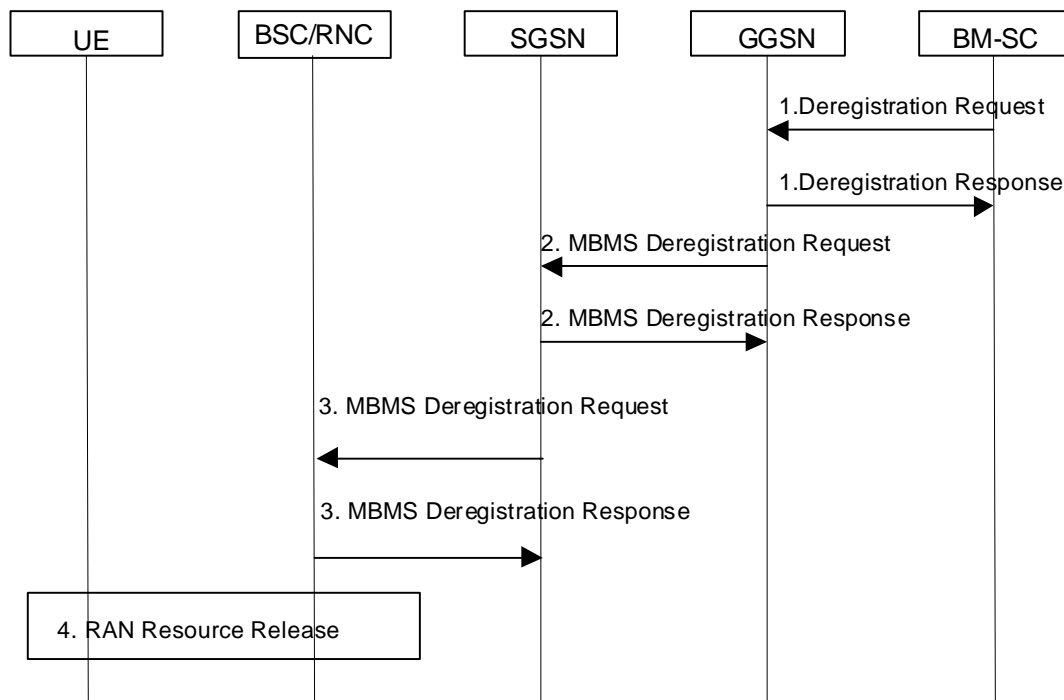 UE
BSC/RNC
SGSN
GGSN
BM-SC
1.Deregistration Request
1.Deregistration Response
2. MBMS Deregistration Request
2. MBMS Deregistration Response
3. MBMS Deregistration Request
3. MBMS Deregistration Response
4. RAN Resource Release